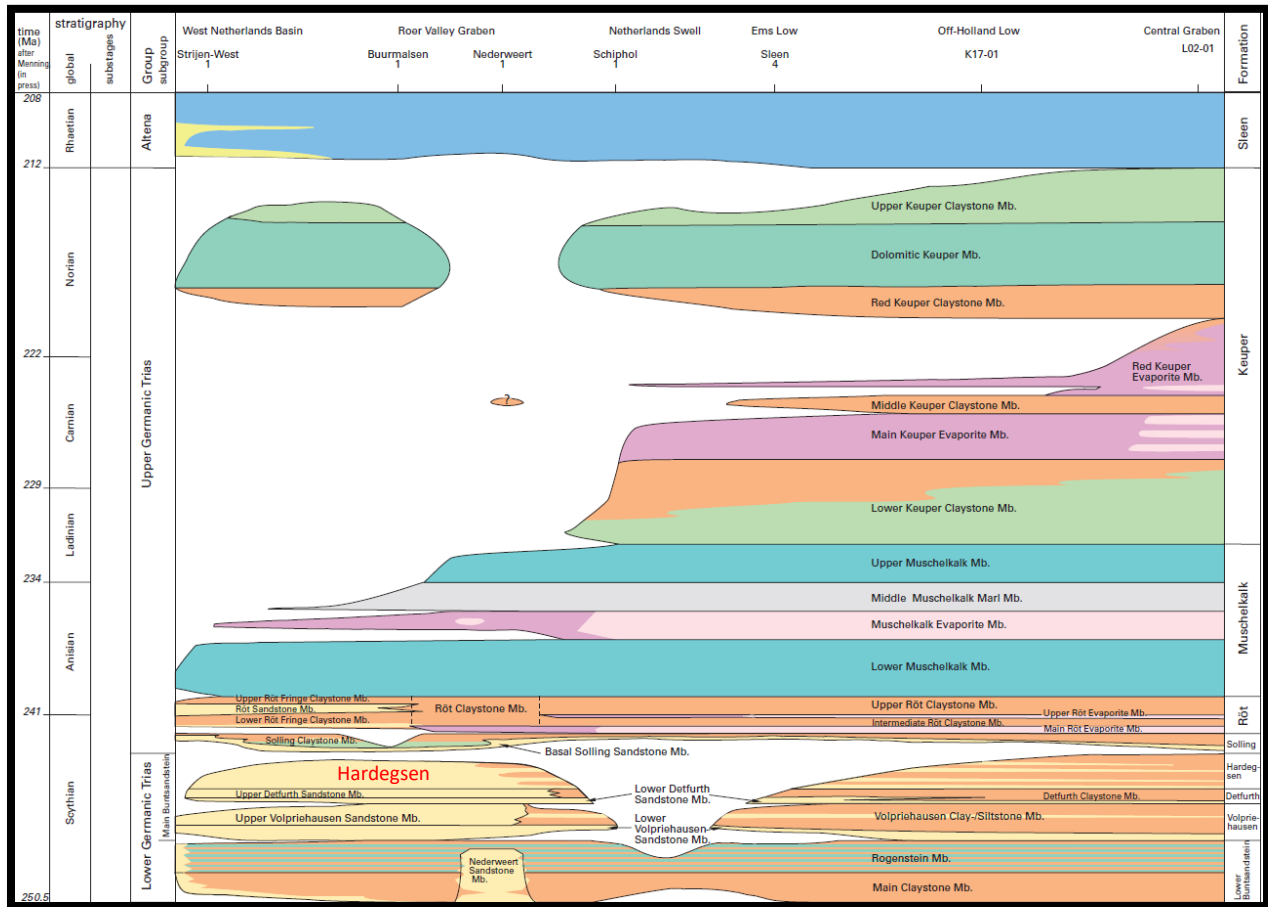 time
(Ma)
after
Menning
(in
press)
stratigraphy
global
substages
Group
subgroup
West Netherlands Basin
Roer Valley Graben
Netherlands Swell
Ems Low
Off-Holland Low
Central Graben
Strijen-West
1
Buurmalsen
1
Nederweert
1
Schiphol
1
Sleen
4
K17-01
L02-01
Formation
208
Rhaetian
Altena
Sleen
212
Norian
Upper Keuper Claystone Mb.
Dolomitic Keuper Mb.
Red Keuper Claystone Mb.
222
Upper Germanic Trias
Keuper
Red Keuper
Evaporite Mb.
?
Middle Keuper Claystone Mb.
Carnian
Main Keuper Evaporite Mb.
229
Lower Keuper Claystone Mb.
Ladinian
Upper Muschelkalk Mb.
234
Middle Muschelkalk Marl Mb.
Muschelkalk Evaporite Mb.
Muschelkalk
Anisian
Lower Muschelkalk Mb.
Upper Röt Fringe Claystone Mb.
Röt Sandstone Mb.
Röt Claystone Mb.
Upper Röt Claystone Mb.
Upper Röt Evaporite Mb.
241
Lower Röt Fringe Claystone Mb.
Intermediate Röt Claystone Mb.
Main Röt Evaporite Mb.
Röt
Solling Claystone Mb.
Basal Solling Sandstone Mb.
Solling
Scythian
Lower Germanic Trias
Main Buntsandstein
Hardegsen
Hardeg-
sen
Upper Detfurth Sandstone Mb.
Lower Detfurth
Sandstone Mb.
Detfurth Claystone Mb.
Detfurth
Upper Volpriehausen Sandstone Mb.
Lower
Volpriehausen
Sandstone Mb.
Volpriehausen Clay-/Siltstone Mb.
Volprie-
hausen
Rogenstein Mb.
Nederweert
Sandstone
Mb.
Main Claystone Mb.
Lower
Buntsandstein
250.5